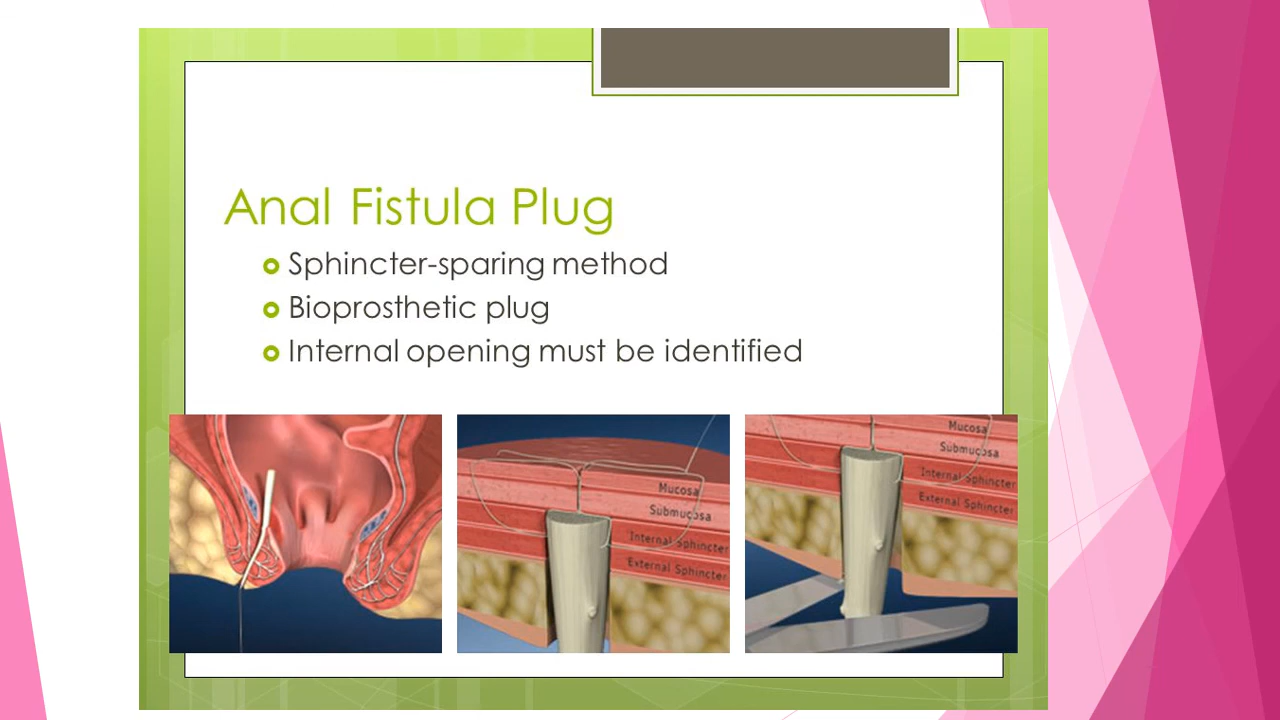 Anal Fistula Plug
Sphincter-sparing method
Bioprosthetic plug
Internal opening must be identified
Mucosa
Submucosa
Internal Sphincter
External Sphincter
Mucosa
Submucosa
Internal Sphincter
External Sphincter